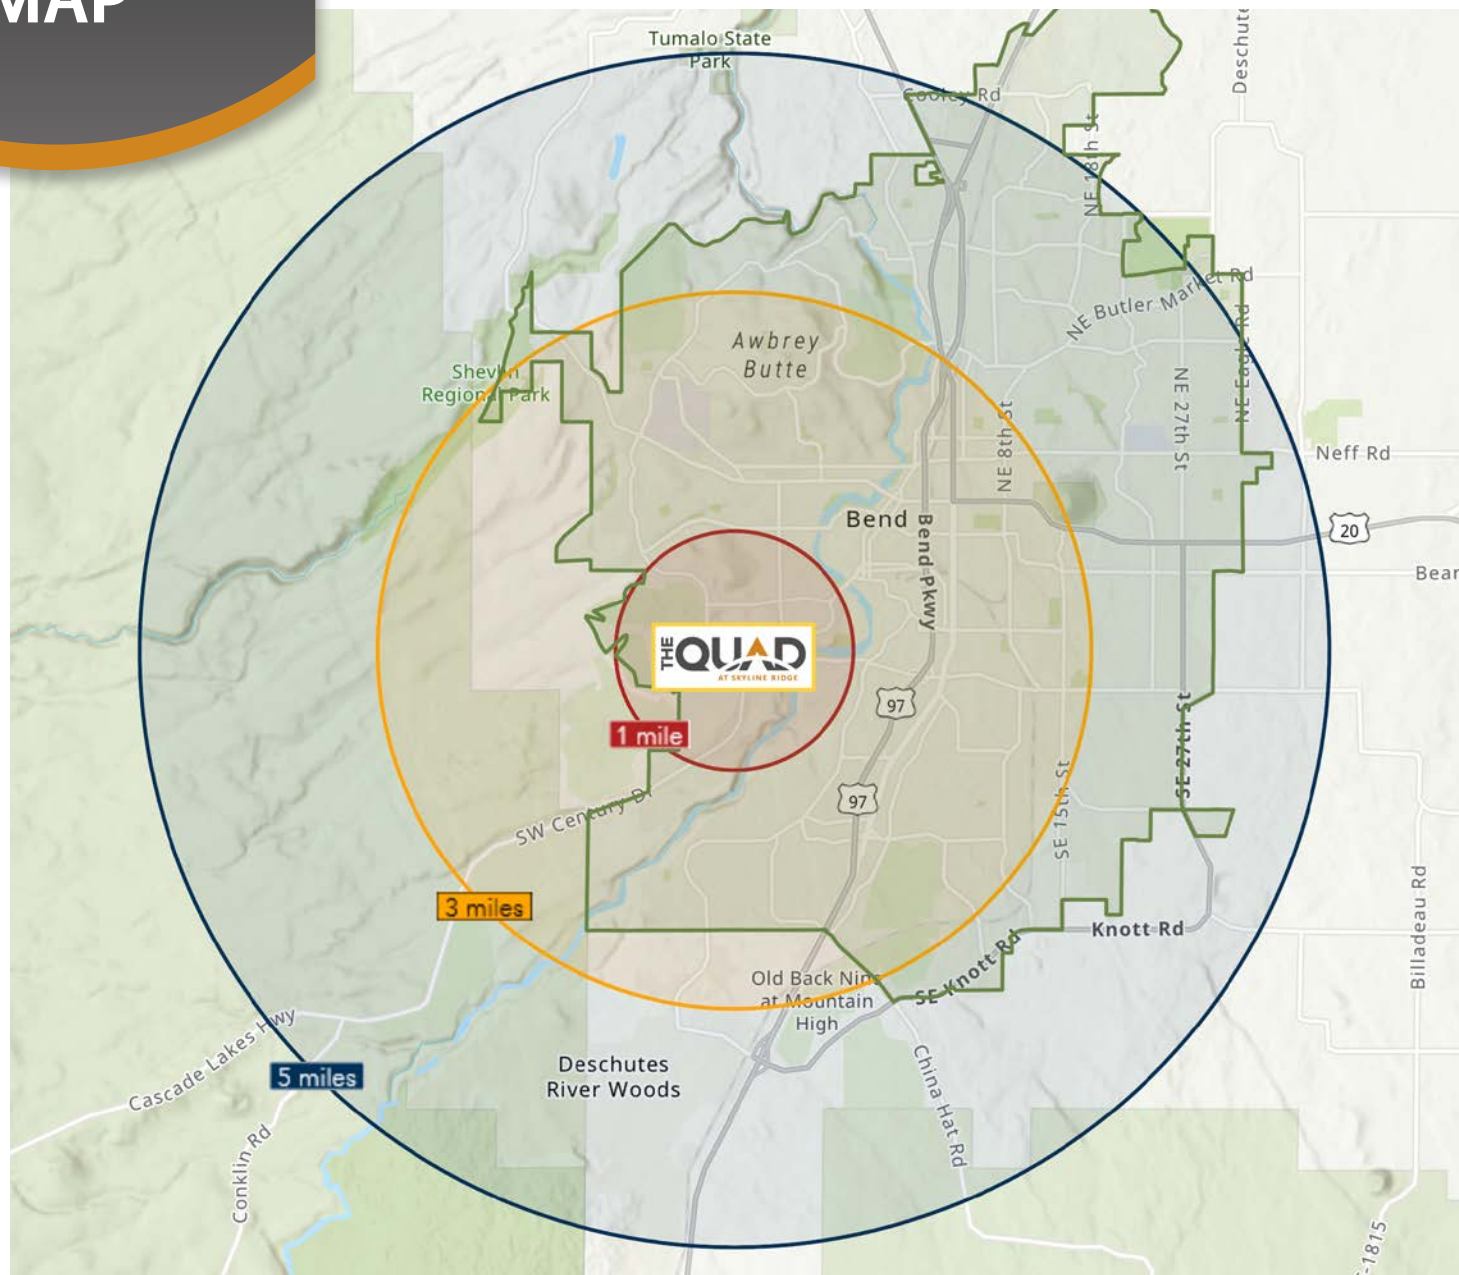 MAP
Tumalo State
Park
Deschute
Cooley Rd
NE 18th St
NE Butler Market Rd
NE Eagle Rd
Awbrey
Butte
Shevlin
Regional Park
NE 27th St
NE 8th St
Neff Rd
20
Bend
Bend Pkwy
Bear
THE
QUAD
AT SKYLINE RIDGE
97
1 mile
SE 27th St
97
SE 15th St
SW Century Dr
3 miles
Knott Rd
Billadeau Rd
SE Knott Rd
Old Back Nine
at Mountain
High
Cascade Lakes Hwy
5 miles
Deschutes
River Woods
China Hat Rd
Conklin Rd
-1815